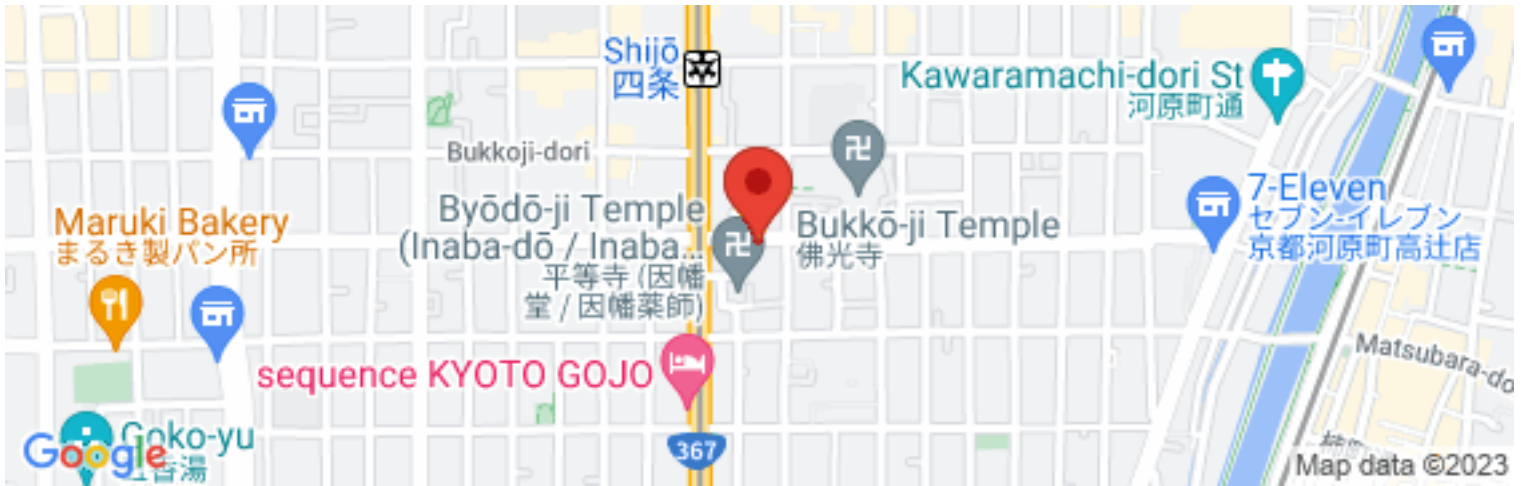 Shijō
四条
Kawaramachi-dori St
河原町通
Bukkoji-dori
Maruki Bakery
まるき製パン所
Byōdō-ji Temple
(Inaba-dō / Inaba...
平等寺 (因幡
堂 / 因幡薬師)
Bukkō-ji Temple
佛光寺
7-Eleven
セブン-イレブン
京都河原町高辻店
Matsubara-do
sequence KYOTO GOJO
Goko-yu
五香湯
367
Google
Map data ©2023